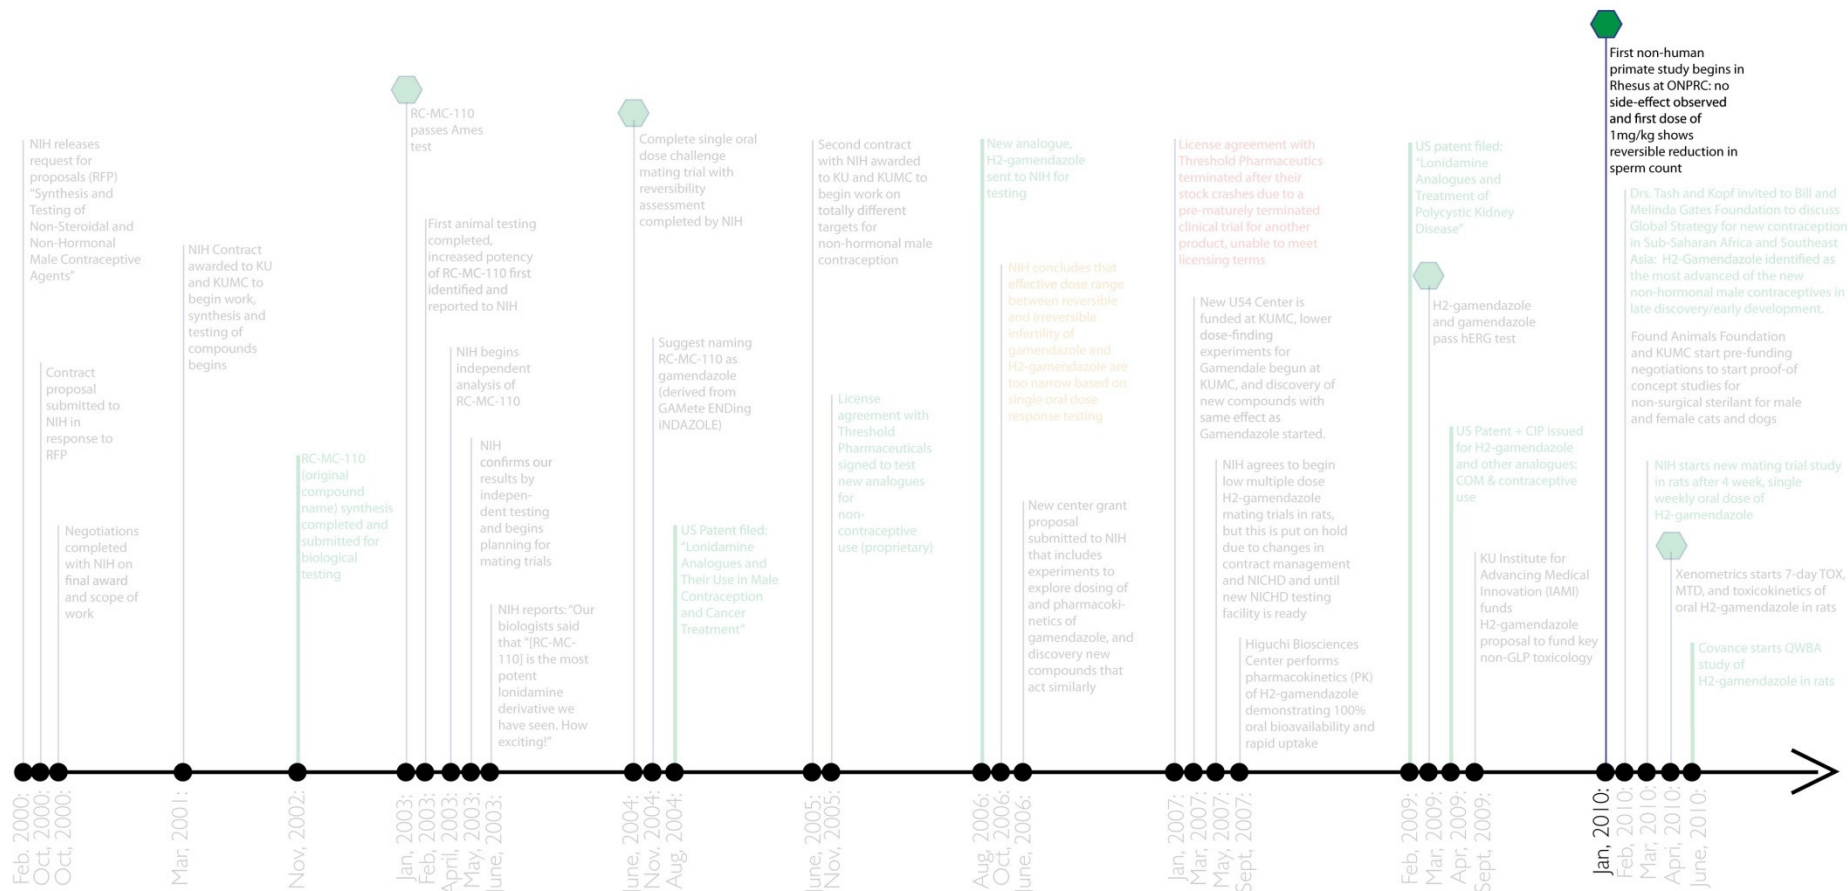 NIH releases
request for
proposals (RFP)
"Synthesis and
Testing of
Non-Steroidal and
Non-Hormonal
Male Contraceptive
Agents"
Contract
proposal
submitted to
NIH in
response to
RFP
Negotiations
completed
with NIH on
final award
and scope of
work
NIH Contract
awarded to KU
and KUMC to
begin work,
synthesis and
testing of
compounds
begins
RC-MC-110
(original
compound
name) synthesis
completed and
submitted for
biological
testing
RC-MC-110
passes Ames
test
First animal testing
completed,
increased potency
of RC-MC-110 first
identified and
reported to NIH
NIH begins
independent
analysis of
RC-MC-110
NIH
confirms our
results by
indepen-
dent testing
and begins
planning for
mating trials
NIH reports: "Our
biologists said
that "[RC-MC-
110] is the most
potent
lonidamine
derivative we
have seen. How
exciting!"
Complete single oral
dose challenge
mating trial with
reversibility
assessment
completed by NIH
Suggest naming
RC-MC-110 as
gamendazole
(derived from
GAMete ENDing
iNDAZOLE)
US Patent filed:
"Lonidamine
Analogues and
Their Use in Male
Contraception
and Cancer
Treatment"
Second contract
with NIH awarded
to KU and KUMC to
begin work on
totally different
targets for
non-hormonal male
contraception
License
agreement with
Threshold
Pharmaceuticals
signed to test
new analogues
for
non-
contraceptive
use (proprietary)
New analogue,
H2-gamendazole
sent to NIH for
testing
NIH concludes that
effective dose range
between reversible
and irreversible
infertility of
gamendazole and
H2-gamendazole are
too narrow based on
single oral dose
response testing
New center grant
proposal
submitted to NIH
that includes
experiments to
explore dosing of
and pharmacoki-
netics of
gamendazole, and
discovery new
compounds that
act similarly
License agreement with
Threshold Pharmaceutics
terminated after their
stock crashes due to a
pre-maturely terminated
clinical trial for another
product, unable to meet
licensing terms
New U54 Center is
funded at KUMC, lower
dose-finding
experiments for
Gamendale begun at
KUMC, and discovery of
new compounds with
same effect as
Gamendazole started.
NIH agrees to begin
low multiple dose
H2-gamendazole
mating trials in rats,
but this is put on hold
due to changes in
contract management
and NICHD and until
new NICHD testing
facility is ready
Higuchi Biosciences
Center performs
pharmacokinetics (PK)
of H2-gamendazole
demonstrating 100%
oral bioavailability and
rapid uptake
US patent filed:
"Lonidamine
Analogues and
Treatment of
Polycystic Kidney
Disease"
H2-gamendazole
and gamendazole
pass hERG test
US Patent + CIP issued
for H2-gamendazole
and other analogues:
COM & contraceptive
use
KU Institute for
Advancing Medical
Innovation (IAMI)
funds
H2-gamendazole
proposal to fund key
non-GLP toxicology
First non-human
primate study begins in
Rhesus at ONPRC: no
side-effect observed
and first dose of
1mg/kg shows
reversible reduction in
sperm count
Drs. Tash and Kopf invited to Bill and
Melinda Gates Foundation to discuss
Global Strategy for new contraception
in Sub-Saharan Africa and Southeast
Asia: H2-Gamendazole identified as
the most advanced of the new
non-hormonal male contraceptives in
late discovery/early development.
Found Animals Foundation
and KUMC start pre-funding
negotiations to start proof-of
concept studies for
non-surgical sterilant for male
and female cats and dogs
NIH starts new mating trial study
in rats after 4 week, single
weekly oral dose of
H2-gamendazole
Xenometrics starts 7-day TOX,
MTD, and toxicokinetics of
oral H2-gamendazole in rats
Covance starts QWBA
study of
H2-gamendazole in rats
Feb. 2000:
Oct, 2000:
Oct, 2000:
Mar, 2001:
Nov, 2002:
Jan, 2003:
Feb, 2003:
April, 2003:
May, 2003:
June, 2003:
June, 2004:
Nov. 2004:
Aug, 2004:
June, 2005:
Nov, 2005:
Aug, 2006:
Oct, 2006:
June, 2006:
Jan, 2007:
Mar, 2007:
May, 2007:
Sept, 2007:
Feb, 2009:
Mar, 2009:
Apr, 2009:
Sept, 2009:
Jan, 2010:
Feb, 2010:
Mar, 2010:
Apri, 2010:
June, 2010: